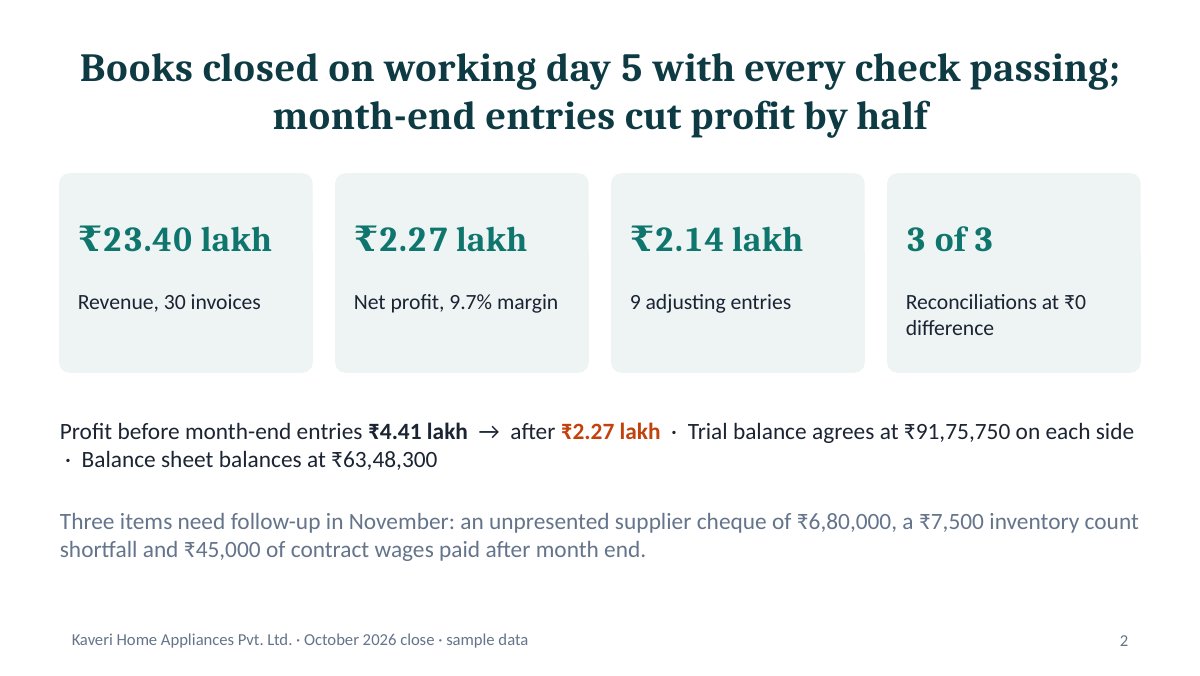 Books closed on working day 5 with every check passing;
month-end entries cut profit by half
₹23.40 lakh
Revenue, 30 invoices
₹2.27 lakh
Net profit, 9.7% margin
₹2.14 lakh
9 adjusting entries
3 of 3
Reconciliations at ₹0
difference
Profit before month-end entries ₹4.41 lakh → after ₹2.27 lakh · Trial balance agrees at ₹91,75,750 on each side
· Balance sheet balances at ₹63,48,300
Three items need follow-up in November: an unpresented supplier cheque of ₹6,80,000, a ₹7,500 inventory count
shortfall and ₹45,000 of contract wages paid after month end.
Kaveri Home Appliances Pvt. Ltd. · October 2026 close · sample data
2